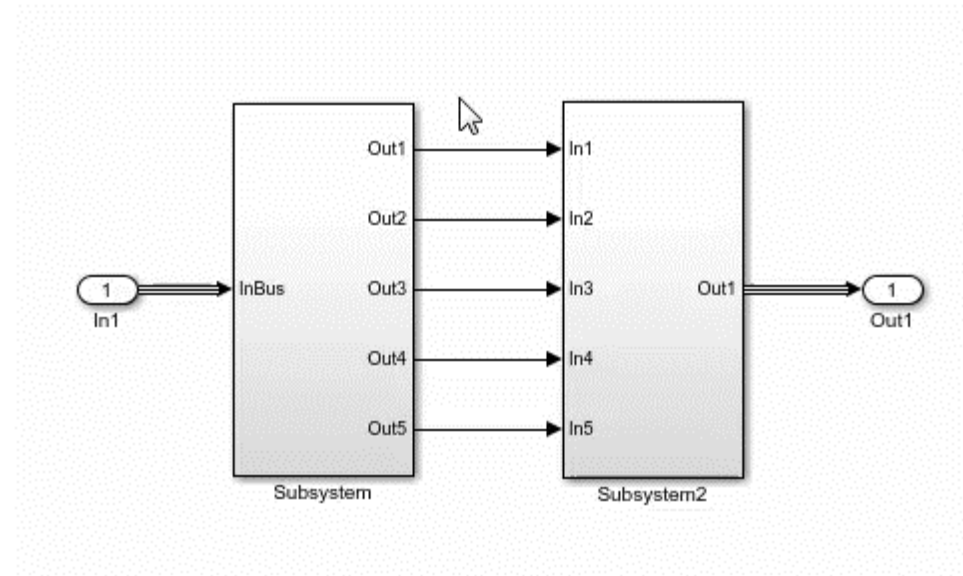 Out1
In1
Out2
In2
1
InBus
Out3
In3
Out1
1
In1
Out1
Out4
In4
Out5
In5
Subsystem
Subsystem2